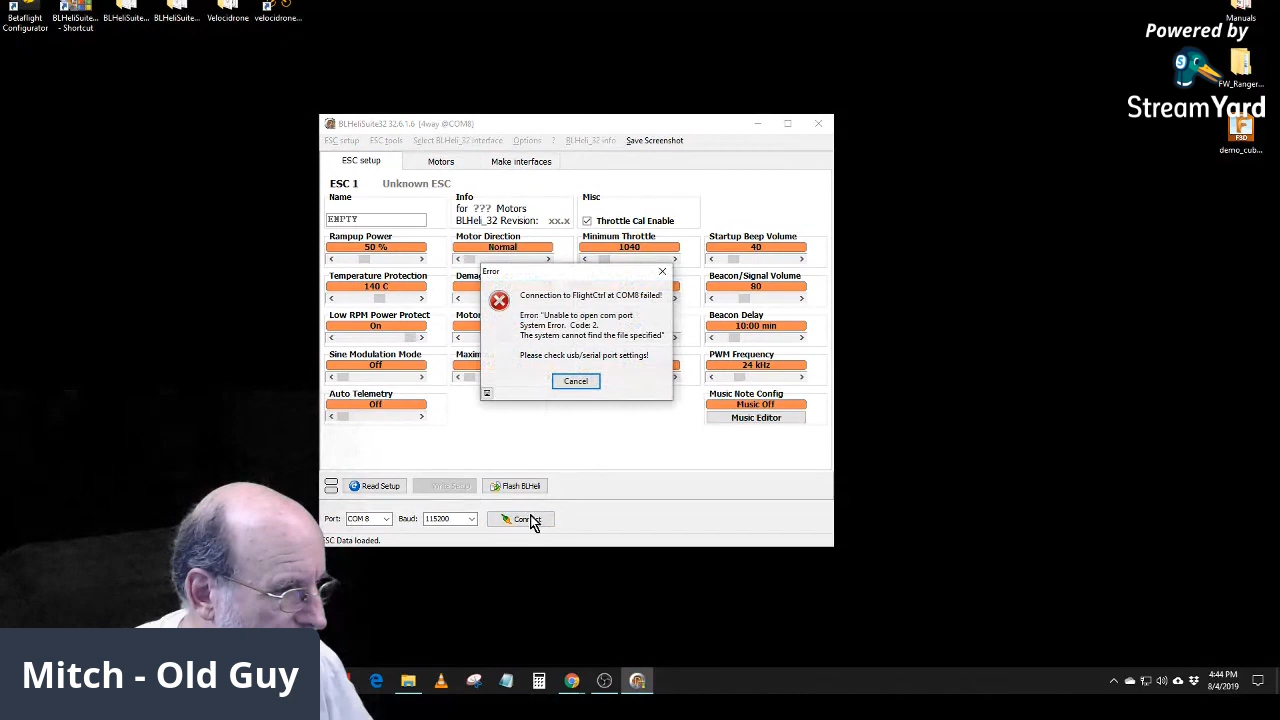 Betaflight
Configurator
BLHeliSuite...
- Shortcut
BLHeliSuit...
BLHeliSuite...
Velocidrone
velocidrone...
Manuals
Powered by
StreamYard
FW_Ranger...
F3D
demo_cub...
BLHeliSuite32 32.6.1.6 [4way @COM8]
ESC setup
ESC tools
Select BLHeli_32 interface
Options
?
BLHeli_32 info
Save Screenshot
ESC setup
Motors
Make interfaces
ESC 1
Unknown ESC
Name
Info
Misc
for ??? Motors
EMPTY
BLHeli_32 Revision: xx.x
Throttle Cal Enable
Rampup Power
Motor Direction
Minimum Throttle
Startup Beep Volume
50 %
Normal
1040
40
Temperature Protection
Beacon/Signal Volume
140 C
80
Low RPM Power Protect
Beacon Delay
On
10:00 min
Sine Modulation Mode
PWM Frequency
Off
24 kHz
Auto Telemetry
Music Note Config
Off
Music Off
Music Editor
Error
Connection to FlightCtrl at COM8 failed!
Error: "Unable to open com port
System Error. Code: 2.
The system cannot find the file specified"
Please check usb/serial port settings!
Cancel
Read Setup
Write Setup
Flash BLHeli
Port:
COM 8
Baud:
115200
ESC Data loaded.
Mitch - Old Guy
4:44 PM
8/4/2019